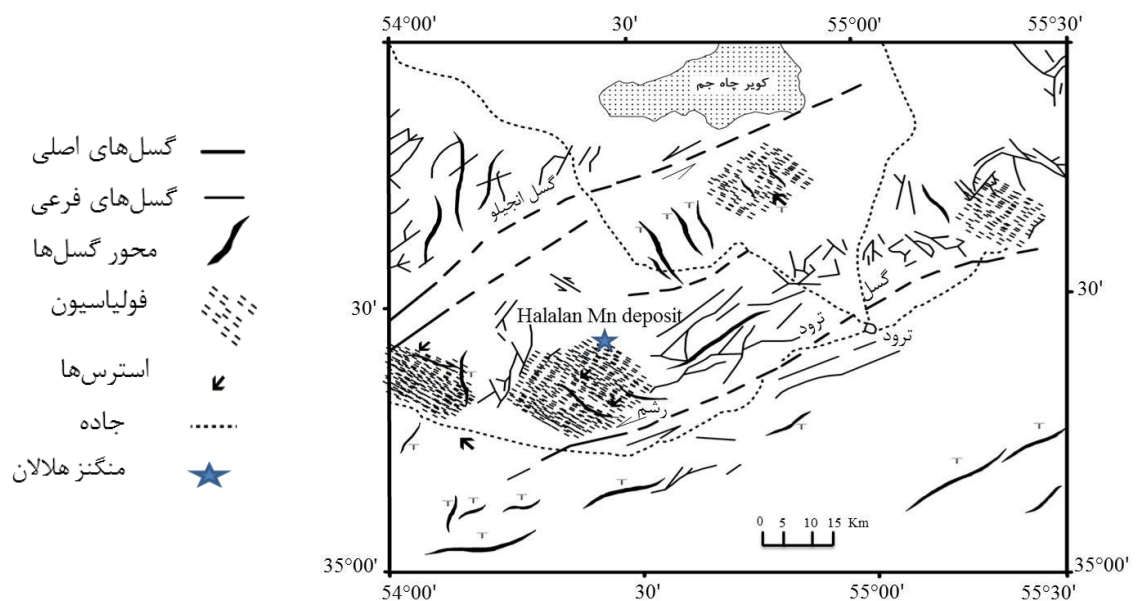 گسل‌های اصلی
گسل‌های فرعی
محور گسل‌ها
فولیاسیون
استرس‌ها
جاده
منگنز هلالان
54°00'
30'
55°00'
55°30'
کویر چاه جم
گسل انجیلو
گسل
30'
30'
Halalan Mn deposit
ترود
ترود
رشم
0 5 10 15 Km
35°00'
35°00'
54°00'
30'
55°00'
55°30'